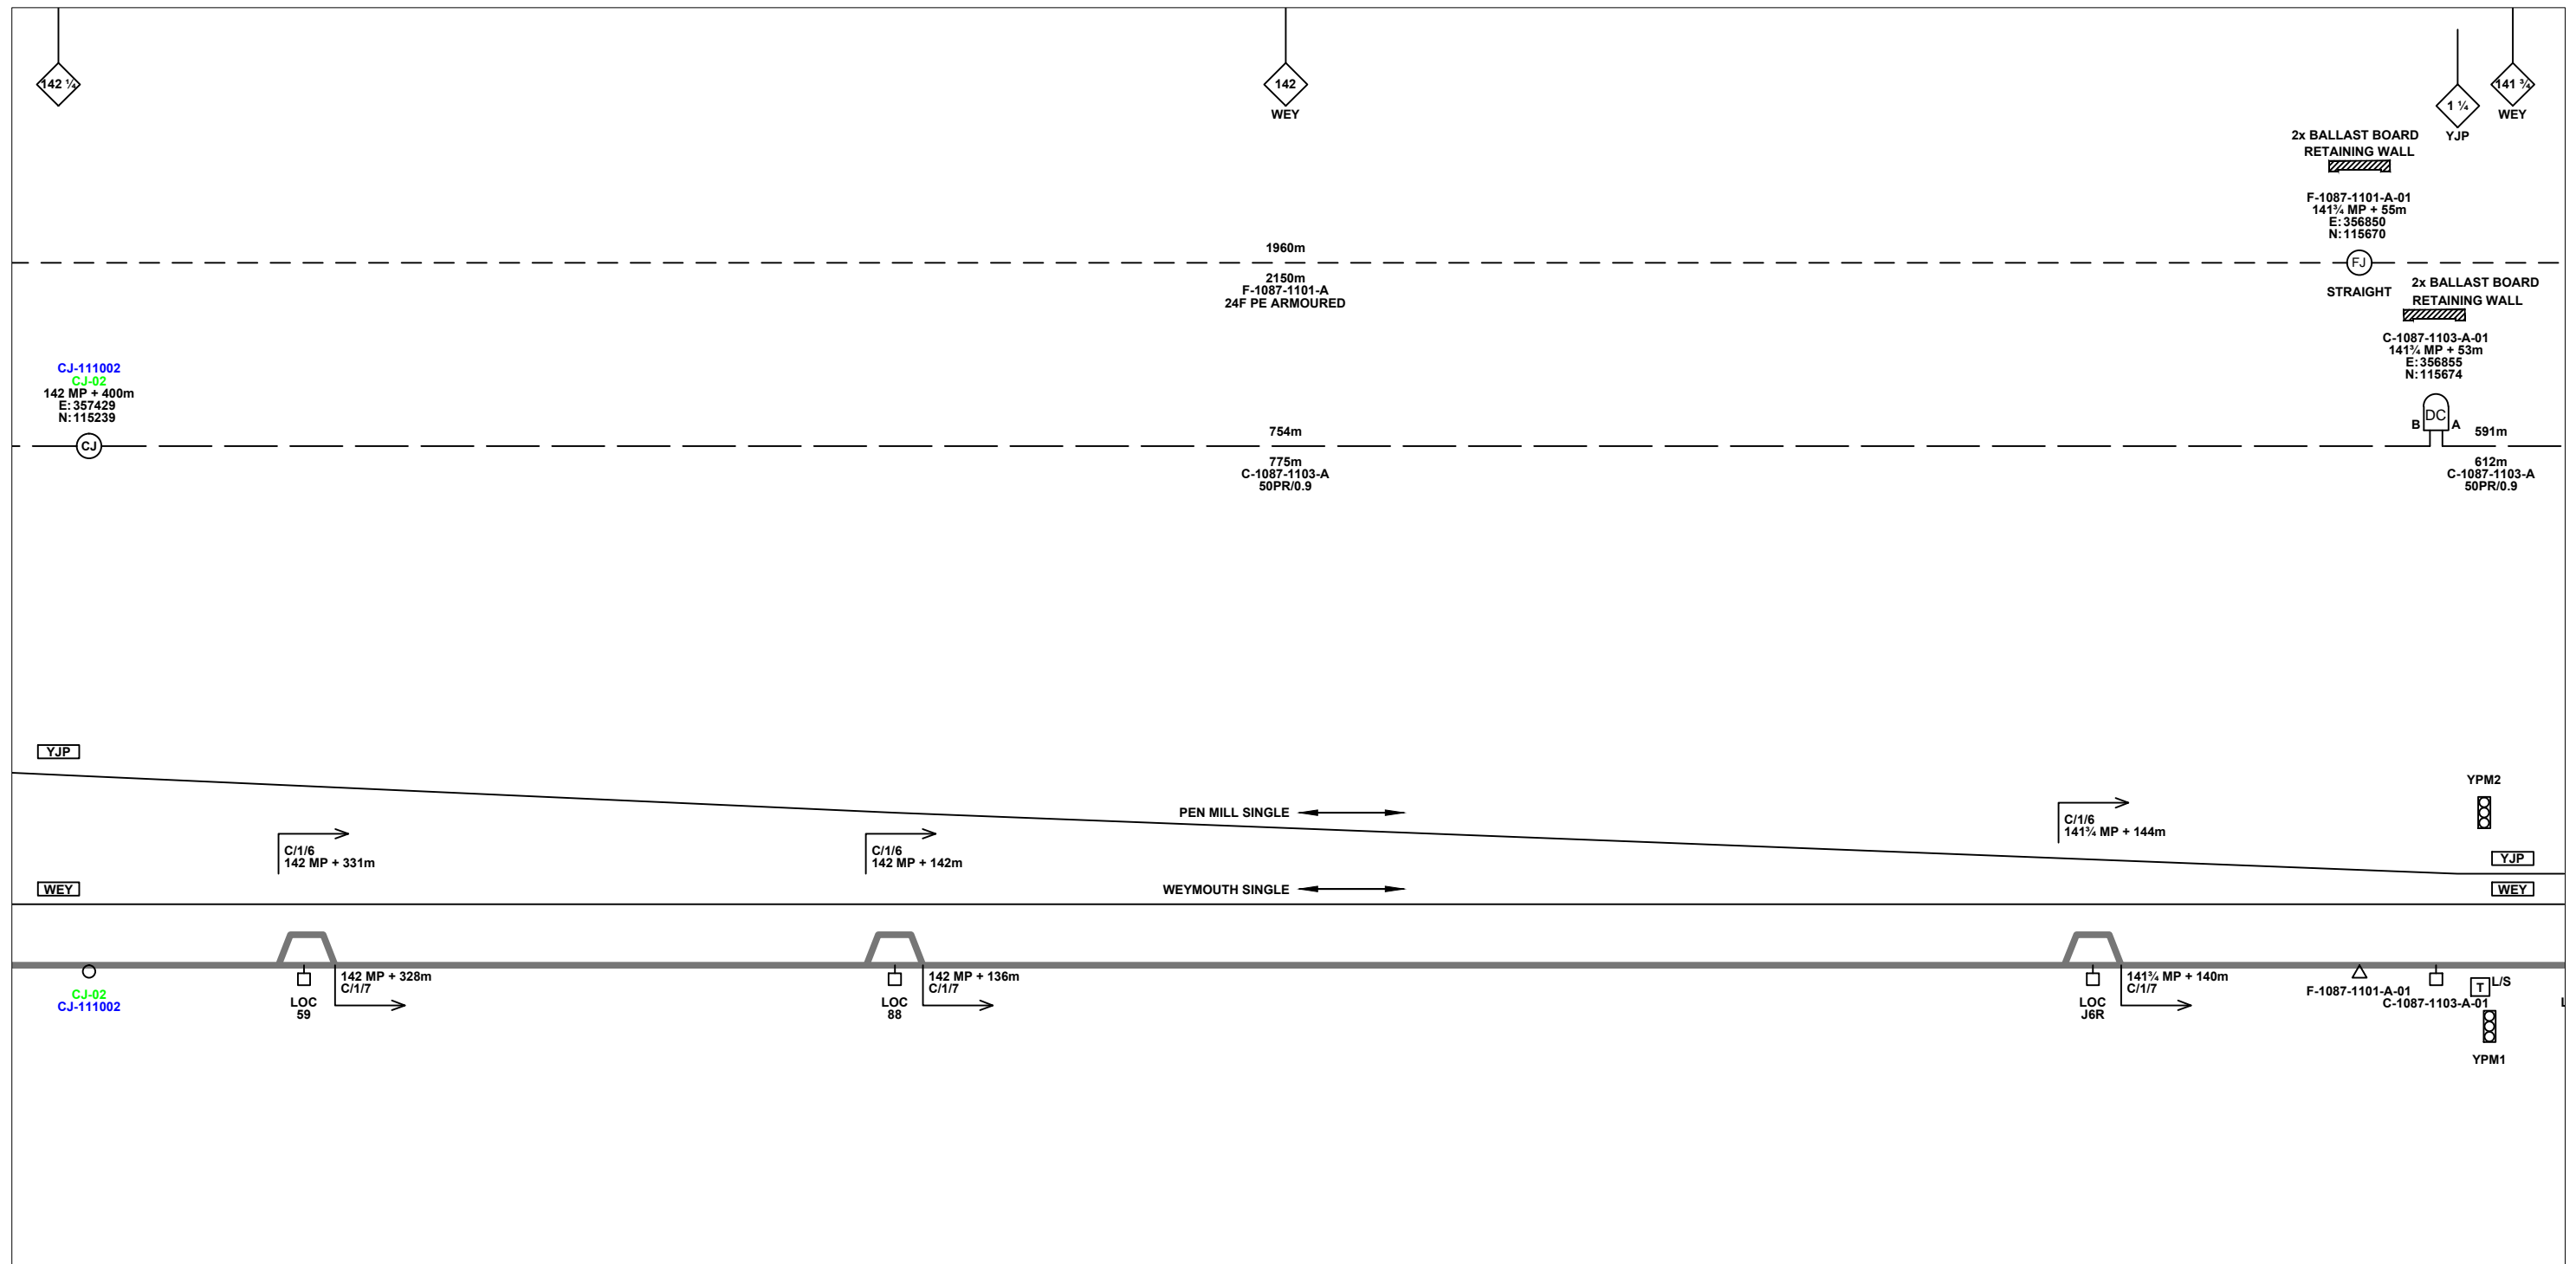 142 ¼
142
WEY
1 ¼
YJP
141 ¾
WEY
2x BALLAST BOARD
RETAINING WALL
F-1087-1101-A-01
141¾ MP + 55m
E:356850
N:115670
1960m
FJ
2150m
F-1087-1101-A
24F PE ARMOURED
STRAIGHT
2x BALLAST BOARD
RETAINING WALL
C-1087-1103-A-01
141¾ MP + 53m
E:356855
N:115674
CJ-111002
CJ-02
142 MP + 400m
E:357429
N:115239
CJ
754m
775m
C-1087-1103-A
50PR/0.9
DC
B
A
591m
612m
C-1087-1103-A
50PR/0.9
YJP
YPM2
PEN MILL SINGLE
C/1/6
142 MP + 331m
C/1/6
142 MP + 142m
C/1/6
141¾ MP + 144m
YJP
WEY
WEYMOUTH SINGLE
WEY
CJ-02
CJ-111002
LOC
59
142 MP + 328m
C/1/7
LOC
88
142 MP + 136m
C/1/7
LOC
J6R
141¾ MP + 140m
C/1/7
F-1087-1101-A-01
C-1087-1103-A-01
T
L/S
YPM1